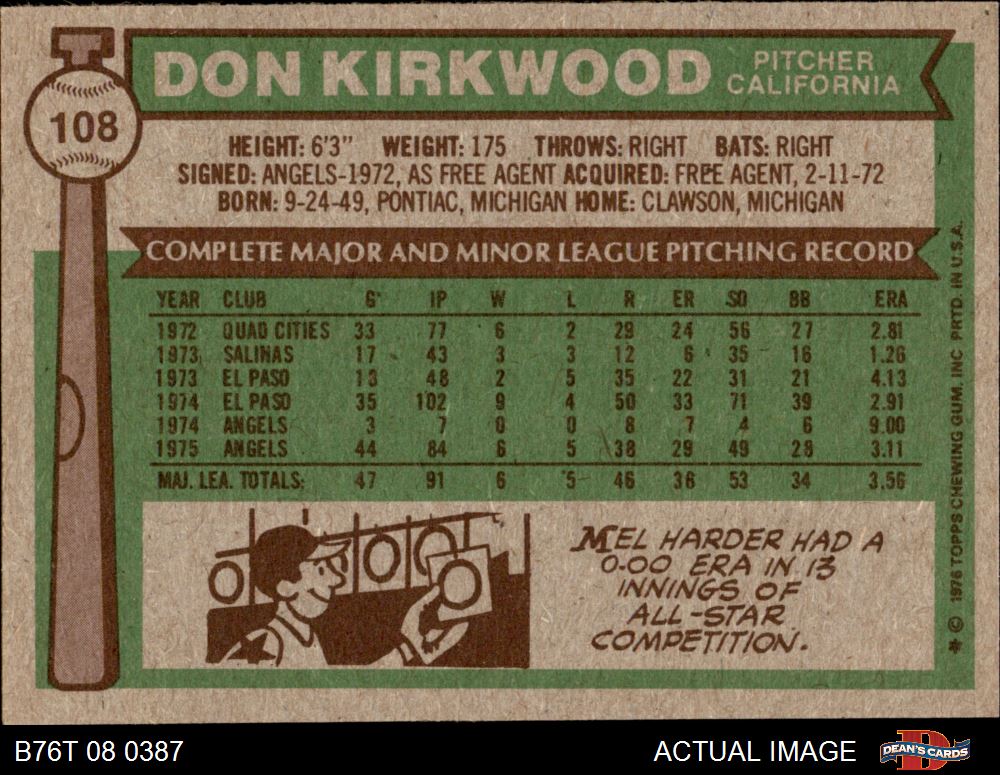 108
DON KIRKWOOD
PITCHER
CALIFORNIA
HEIGHT: 6'3" WEIGHT: 175 THROWS: RIGHT BATS: RIGHT
SIGNED: ANGELS-1972, AS FREE AGENT ACQUIRED: FREE AGENT, 2-11-72
BORN: 9-24-49, PONTIAC, MICHIGAN HOME: CLAWSON, MICHIGAN
COMPLETE MAJOR AND MINOR LEAGUE PITCHING RECORD
YEAR CLUB G IP W L R ER SO BB ERA
1972 QUAD CITIES 33 77 6 2 29 24 56 27 2.81
1973 SALINAS 17 43 3 3 12 6 35 16 1.26
1973 EL PASO 13 48 2 5 35 22 31 21 4.13
1974 EL PASO 35 102 9 4 50 33 71 39 2.91
1974 ANGELS 3 7 0 0 8 7 4 6 9.00
1975 ANGELS 44 84 6 5 38 29 49 28 3.11
MAJ. LEA. TOTALS: 47 91 6 5 46 36 53 34 3.56
MEL HARDER HAD A
0.00 ERA IN 13
INNINGS OF
ALL-STAR
COMPETITION.
* © 1976 TOPPS CHEWING GUM, INC PRTD. IN U.S.A.
B76T 08 0387
ACTUAL IMAGE
DEAN'S CARDS